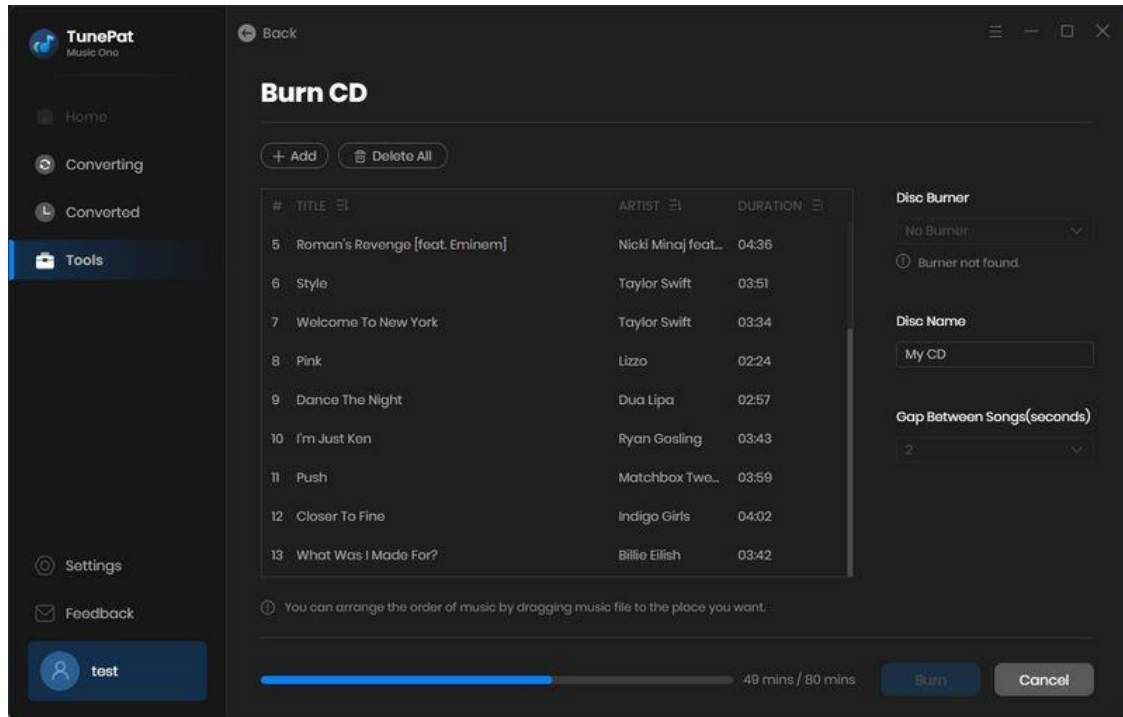 TunePat
Music One
Back
Home
Converting
Converted
Tools
Settings
Feedback
test
Burn CD
+ Add
Delete All
# TITLE ARTIST DURATION
5 Roman's Revenge [feat. Eminem] Nicki Minaj feat... 04:36
6 Style Taylor Swift 03:51
7 Welcome To New York Taylor Swift 03:34
8 Pink Lizzo 02:24
9 Dance The Night Dua Lipa 02:57
10 I'm Just Ken Ryan Gosling 03:43
11 Push Matchbox Twe... 03:59
12 Closer To Fine Indigo Girls 04:02
13 What Was I Made For? Billie Eilish 03:42
You can arrange the order of music by dragging music file to the place you want.
Disc Burner
No Burner
Burner not found.
Disc Name
My CD
Gap Between Songs(seconds)
2
49 mins / 80 mins
Burn
Cancel